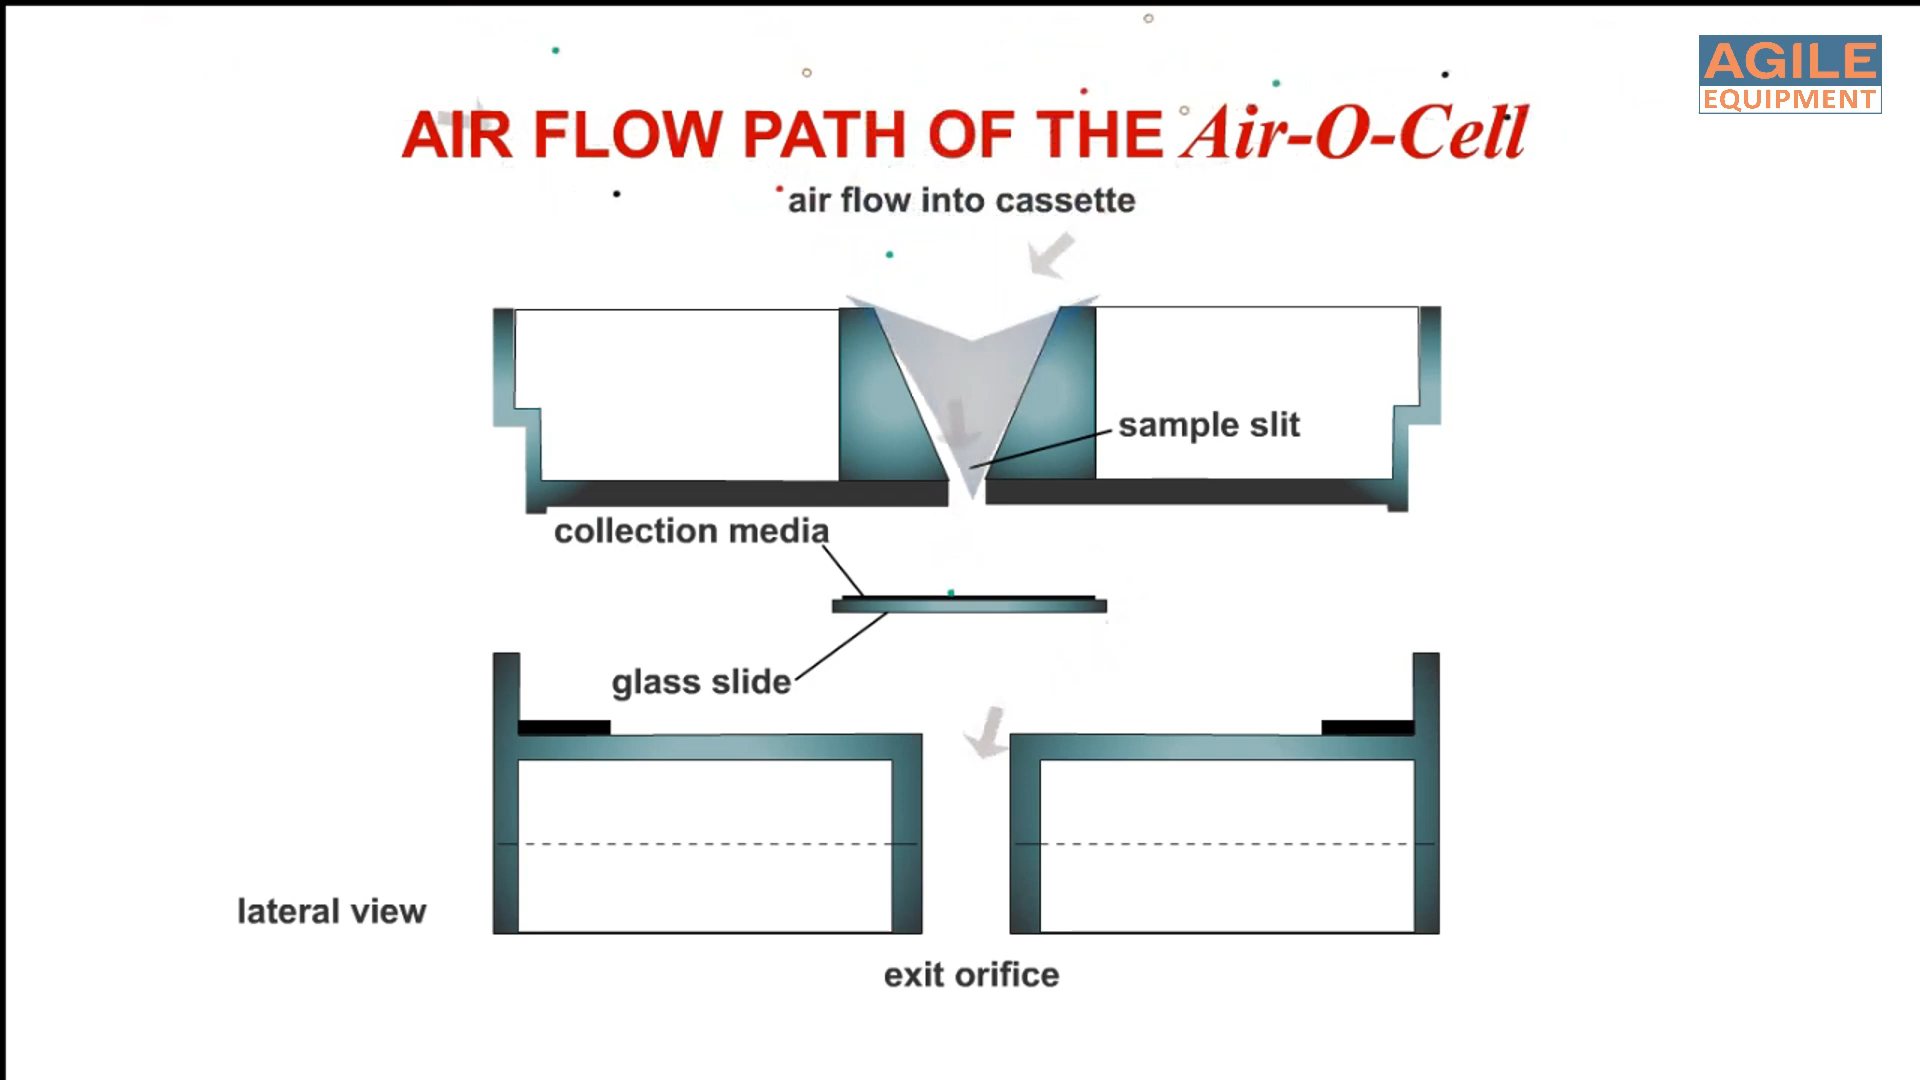 AGILE
EQUIPMENT
AIR FLOW PATH OF THE Air-O-Cell
air flow into cassette
sample slit
collection media
glass slide
lateral view
exit orifice